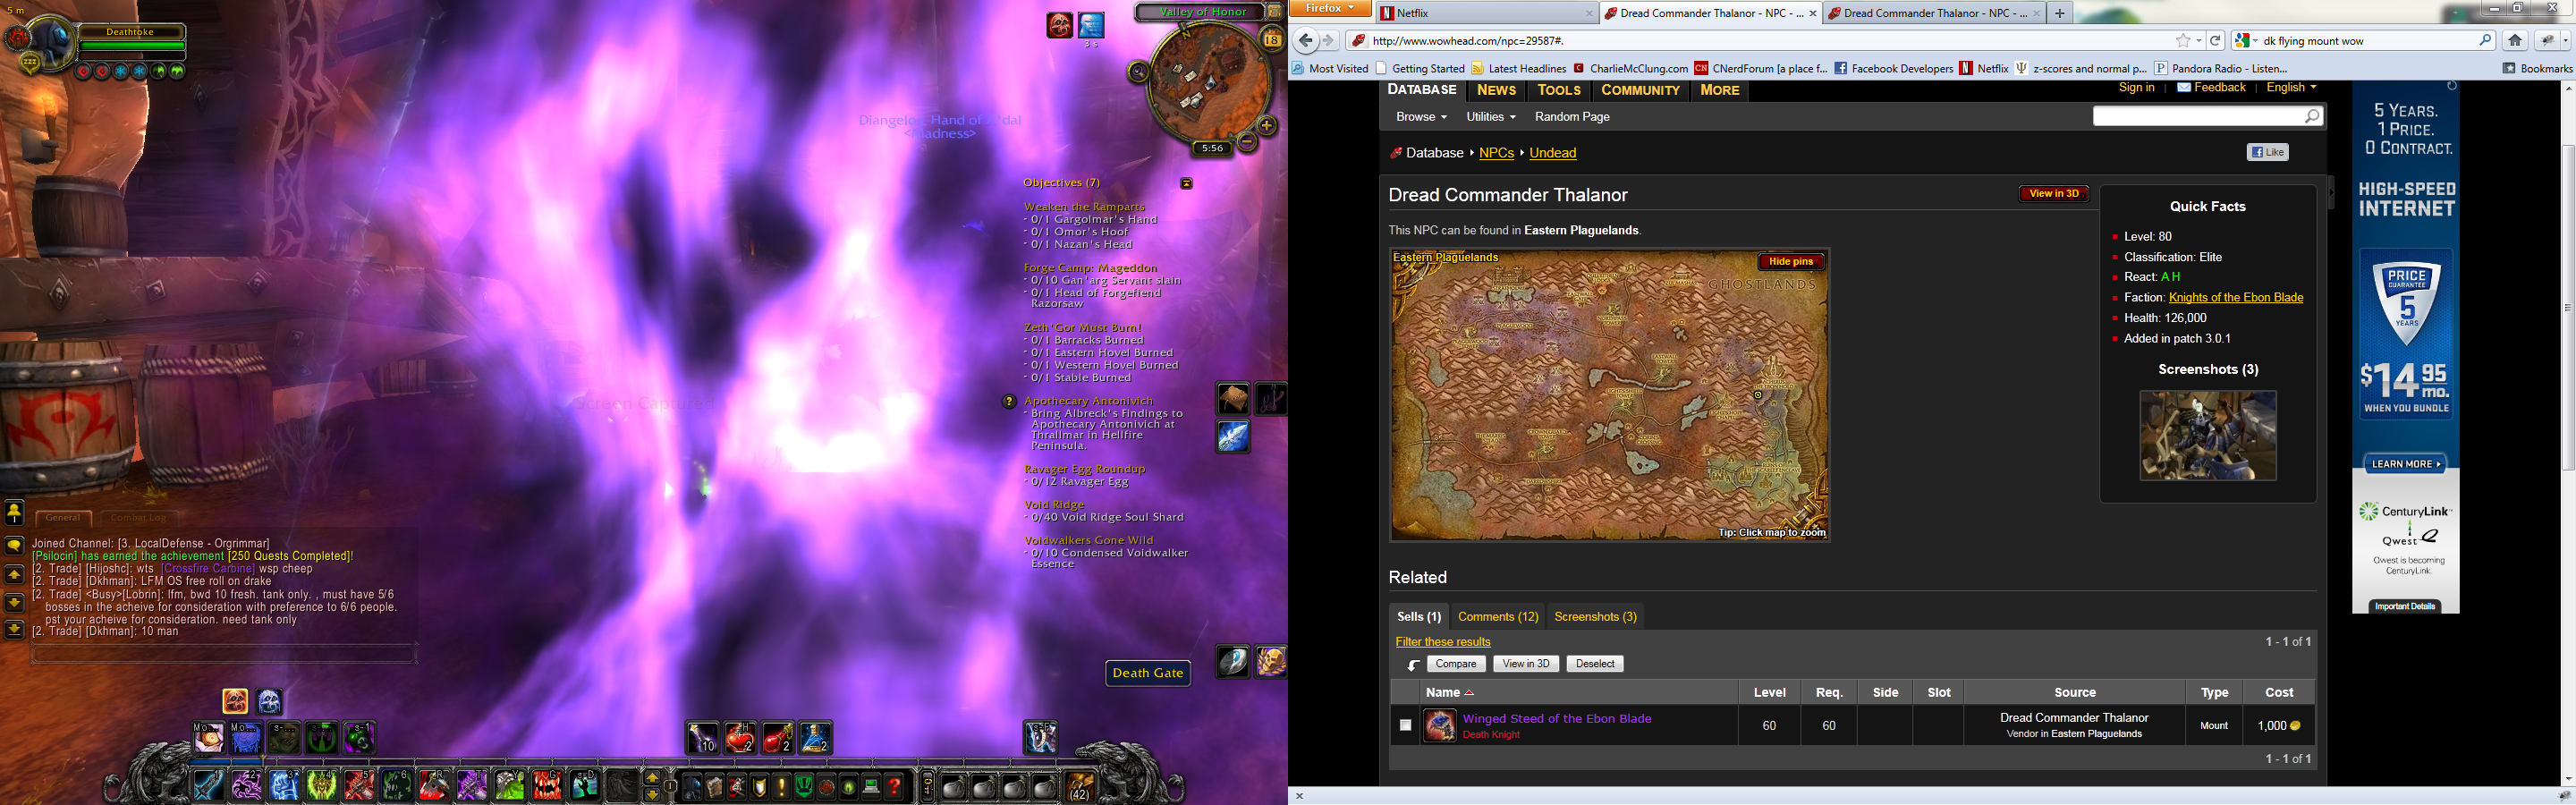 5 m
Deathtoke
zzz
3 s
Valley of Honor
18
5:56
Diangelo, Hand of A'dal
<Madness>
Objectives (7)
Weaken the Ramparts
- 0/1 Gargolmar's Hand
- 0/1 Omor's Hoof
- 0/1 Nazan's Head
Forge Camp: Mageddon
- 0/10 Gan'arg Servant slain
- 0/1 Head of Forgefiend
Razorsaw
Zeth'Gor Must Burn!
- 0/1 Barracks Burned
- 0/1 Eastern Hovel Burned
- 0/1 Western Hovel Burned
- 0/1 Stable Burned
Apothecary Antonivich
- Bring Albreck's Findings to
Apothecary Antonivich at
Thrallmar in Hellfire
Peninsula.
Ravager Egg Roundup
- 0/12 Ravager Egg
Void Ridge
- 0/40 Void Ridge Soul Shard
Voidwalkers Gone Wild
- 0/10 Condensed Voidwalker
Essence
Screen Captured
General
Combat Log
Joined Channel: [3. LocalDefense - Orgrimmar]
[Psilocin] has earned the achievement [250 Quests Completed]!
[2. Trade] [Hijoshc]: wts [Crossfire Carbine] wsp cheep
[2. Trade] [Dkhman]: LFM OS free roll on drake
[2. Trade] <Busy>[Lobrin]: lfm, bwd 10 fresh. tank only. , must have 5/6
bosses in the acheive for consideration with preference to 6/6 people.
pst your acheive for consideration. need tank only
[2. Trade] [Dkhman]: 10 man
Death Gate
10
2
2
2
(42)
Firefox
Netflix
Dread Commander Thalanor - NPC - ...
Dread Commander Thalanor - NPC - ...
http://www.wowhead.com/npc=29587#.
dk flying mount wow
Most Visited
Getting Started
Latest Headlines
CharlieMcClung.com
CNerdForum [a place f...
Facebook Developers
Netflix
z-scores and normal p...
Pandora Radio - Listen...
Bookmarks
DATABASE
NEWS
TOOLS
COMMUNITY
MORE
Sign in
Feedback
English
Browse
Utilities
Random Page
Database
NPCs
Undead
Like
Dread Commander Thalanor
View in 3D
This NPC can be found in Eastern Plaguelands.
Eastern Plaguelands
Hide pins
GHOSTLANDS
Tip: Click map to zoom
Quick Facts
Level: 80
Classification: Elite
React: A H
Faction: Knights of the Ebon Blade
Health: 126,000
Added in patch 3.0.1
Screenshots (3)
Related
Sells (1)
Comments (12)
Screenshots (3)
Filter these results
1 - 1 of 1
Compare
View in 3D
Deselect
Name
Level
Req.
Side
Slot
Source
Type
Cost
Winged Steed of the Ebon Blade
Death Knight
60
60
Dread Commander Thalanor
Vendor in Eastern Plaguelands
Mount
1,000
1 - 1 of 1
5 YEARS.
1 PRICE.
0 CONTRACT.
HIGH-SPEED
INTERNET
PRICE
GUARANTEE
5
YEARS
$14.95
mo.
WHEN YOU BUNDLE
LEARN MORE
CenturyLink™
Qwest
Qwest is becoming
CenturyLink.
Important Details